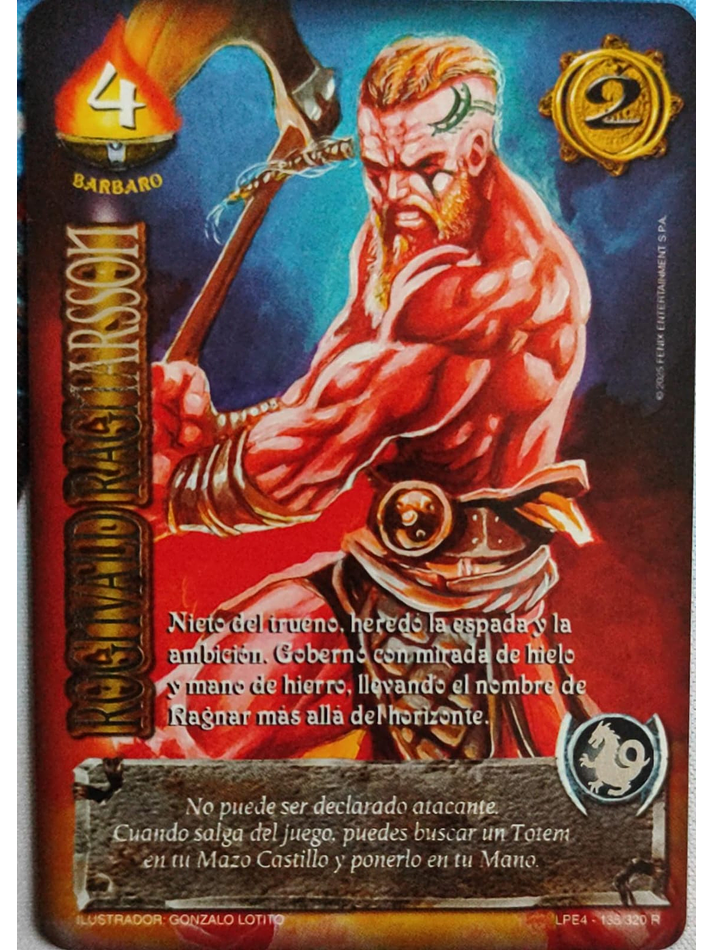 4
2
BARBARO
ROGNVALD RAGNARSSON
© 2025 FENIX ENTERTAINMENT S.P.A.
Nieto del trueno, heredó la espada y la
ambición. Gobernó con mirada de hielo
y mano de hierro, llevando el nombre de
Ragnar más allá del horizonte.
No puede ser declarado atacante.
Cuando salga del juego, puedes buscar un Tótem
en tu Mazo Castillo y ponerlo en tu Mano.
ILUSTRADOR: GONZALO LOTITO
LPE4 - 138/320 R